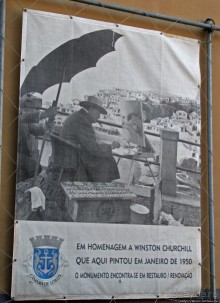 EM HOMENAGEM A WINSTON CHURCHILL
QUE AQUI PINTOU EM JANEIRO DE 1950
O MONUMENTO ENCONTRA-SE EM RESTAURO / RENOVAÇÃO